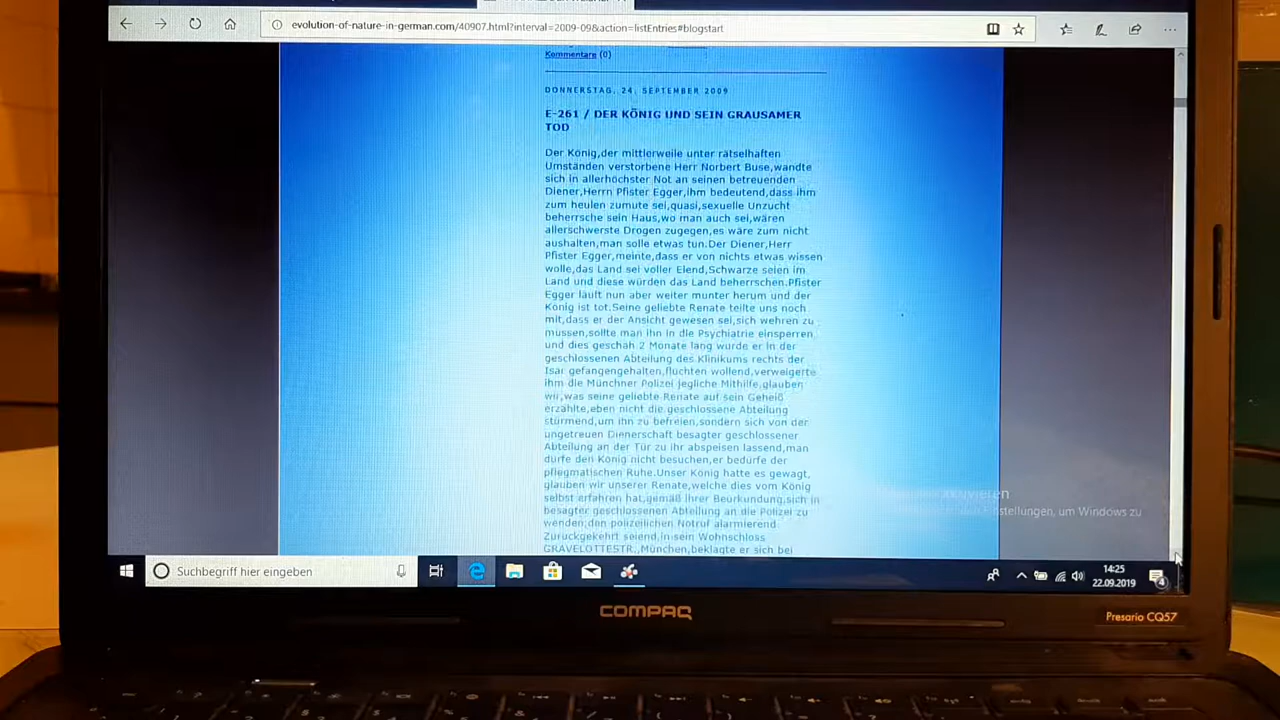 evolution-of-nature-in-german.com/40907.html?interval=2009-09&action=listEntries#blogstart
Kommentare (0)
DONNERSTAG, 24. SEPTEMBER 2009
E-261 / DER KÖNIG UND SEIN GRAUSAMER
TOD
Der König,der mittlerweile unter rätselhaften
Umständen verstorbene Herr Norbert Buse,wandte
sich in allerhöchster Not an seinen betreuenden
Diener,Herrn Pfister Egger,ihm bedeutend,dass ihm
zum heulen zumute sei,quasi,sexuelle Unzucht
beherrsche sein Haus,wo man auch sei,wären
allerschwerste Drogen zugegen,es wäre zum nicht
aushalten,man solle etwas tun.Der Diener,Herr
Pfister Egger,meinte,dass er von nichts etwas wissen
wolle,das Land sei voller Elend,Schwarze seien im
Land und diese würden das Land beherrschen.Pfister
Egger läuft nun aber weiter munter herum und der
König ist tot.Seine geliebte Renate teilte uns noch
mit,dass er der Ansicht gewesen sei,sich wehren zu
müssen,sollte man ihn in die Psychiatrie einsperren
und dies geschah 2 Monate lang wurde er in der
geschlossenen Abteilung des Klinikums rechts der
Isar gefangengehalten,flüchten wollend,verweigerte
ihm die Münchner Polizei jegliche Mithilfe,glauben
wir,was seine geliebte Renate auf sein Geheiß
erzählte,eben nicht die geschlossene Abteilung
stürmend,um ihn zu befreien,sondern sich von der
ungetreuen Dinnerschaft besagter geschlossener
Abteilung an der Tür zu ihr abspeisen lassend,man
dürfe den König nicht besuchen,er bedürfe der
pflegmatischen Ruhe.Unser König hatte es gewagt,
glauben wir unserer Renate,welche dies vom König
selbst erfahren hat,gemäß ihrer Beurkundung,sich in
besagter geschlossenen Abteilung an die Polizei zu
wenden,den polizeilichen Notruf alarmierend.
Zurückgekehrt seiend,in sein Wohnschloss
GRAVELOTTESTR.,München,beklagte er sich bei
um Windows zu
Suchbegriff hier eingeben
14:25
22.09.2019
4
COMPAQ
Presario CQ57